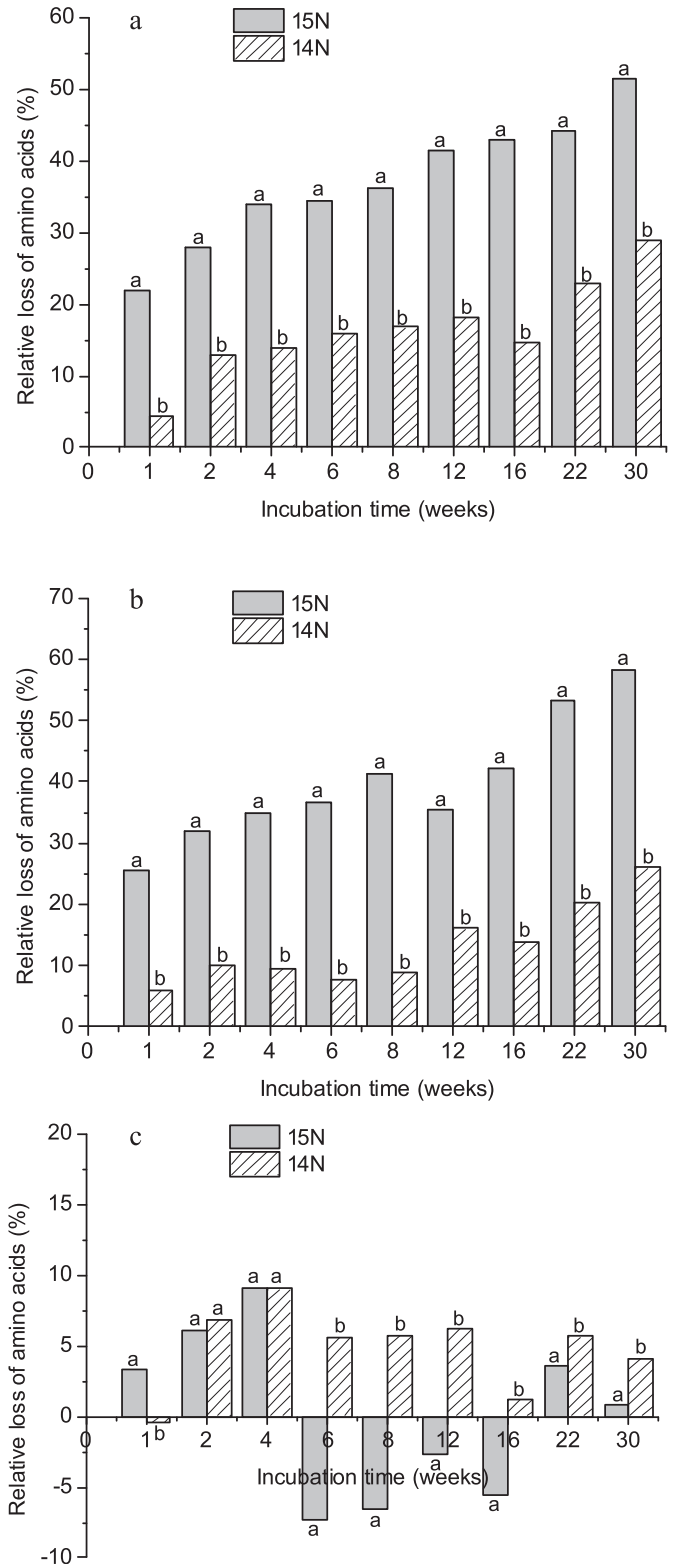 a
15N
14N
60
50
40
30
20
10
0
Relative loss of amino acids (%)
a a a a a a a a a
b b b b b b b b b
0 1 2 4 6 8 12 16 22 30
Incubation time (weeks)
b
15N
14N
70
60
50
40
30
20
10
0
Relative loss of amino acids (%)
a a a a a a a a a
b b b b b b b b b
0 1 2 4 6 8 12 16 22 30
Incubation time (weeks)
c
15N
14N
20
15
10
5
0
-5
-10
Relative loss of amino acids (%)
a a a a a a a a a
b a a b b b b b b
0 1 2 4 6 8 12 16 22 30
Incubation time (weeks)